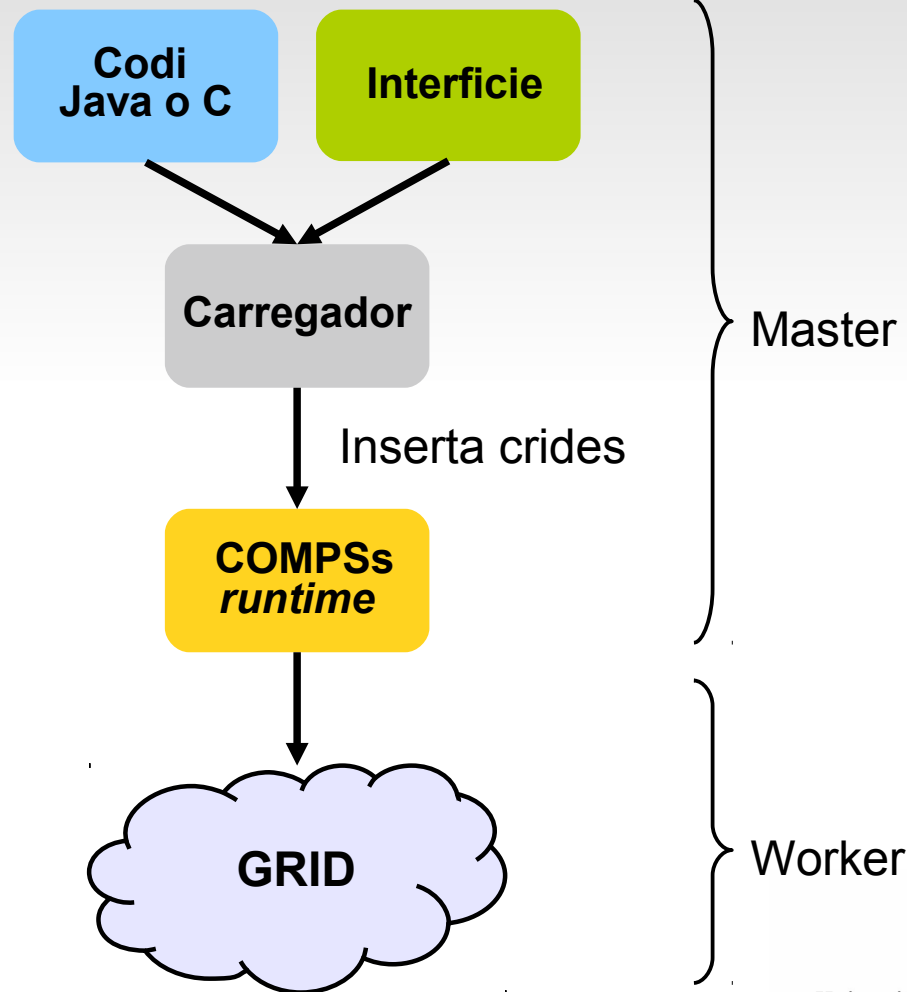 Codi
Java o C
Interficie
Carregador
Master
Inserta crides
COMPSs
runtime
GRID
Worker